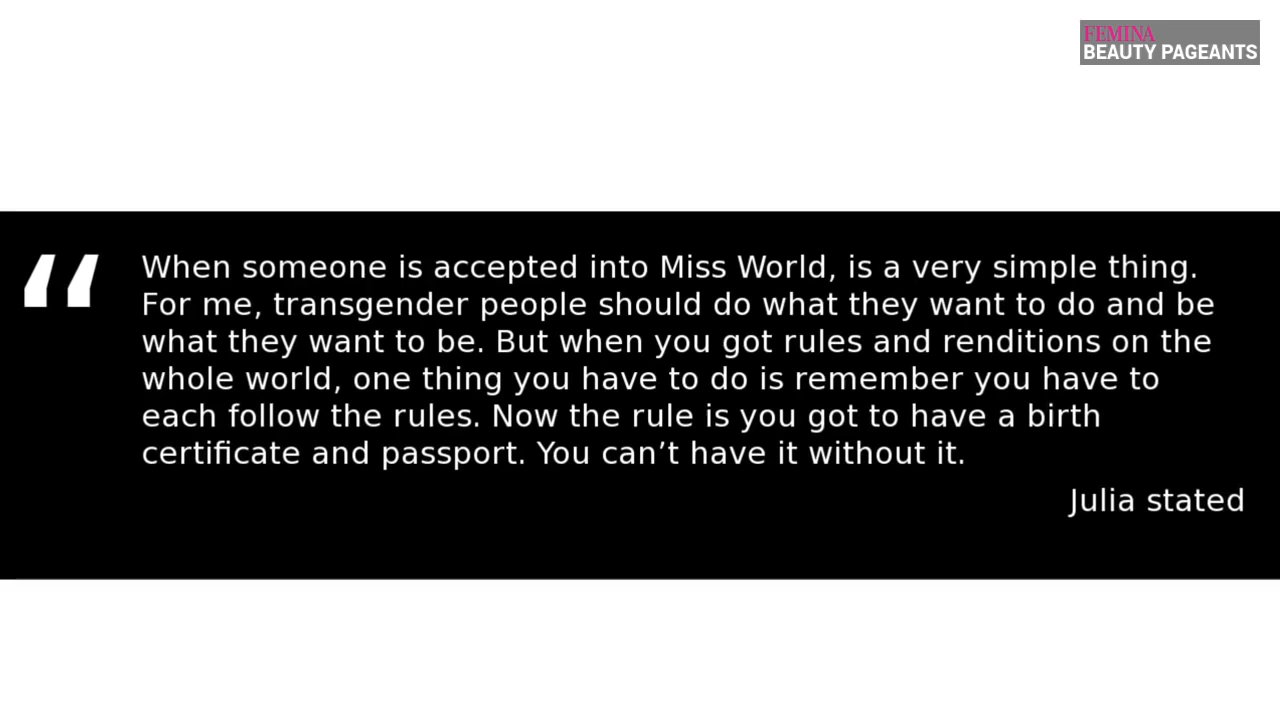 FEMINA
BEAUTY PAGEANTS
“
When someone is accepted into Miss World, is a very simple thing.
For me, transgender people should do what they want to do and be
what they want to be. But when you got rules and renditions on the
whole world, one thing you have to do is remember you have to
each follow the rules. Now the rule is you got to have a birth
certificate and passport. You can’t have it without it.
Julia stated